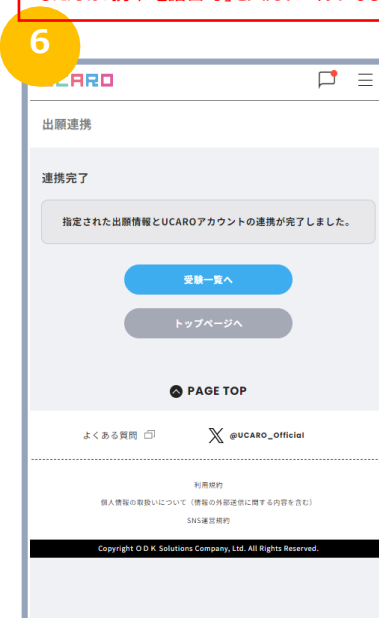 6
UCARO
出願連携
連携完了
指定された出願情報とUCAROアカウントの連携が完了しました。
受験一覧へ
トップページへ
PAGE TOP
よくある質問
@UCARO_Official
利用規約
個人情報の取扱いについて（情報の外部送信に関する内容を含む）
SNS運営規約
Copyright O D K Solutions Company, Ltd. All Rights Reserved.